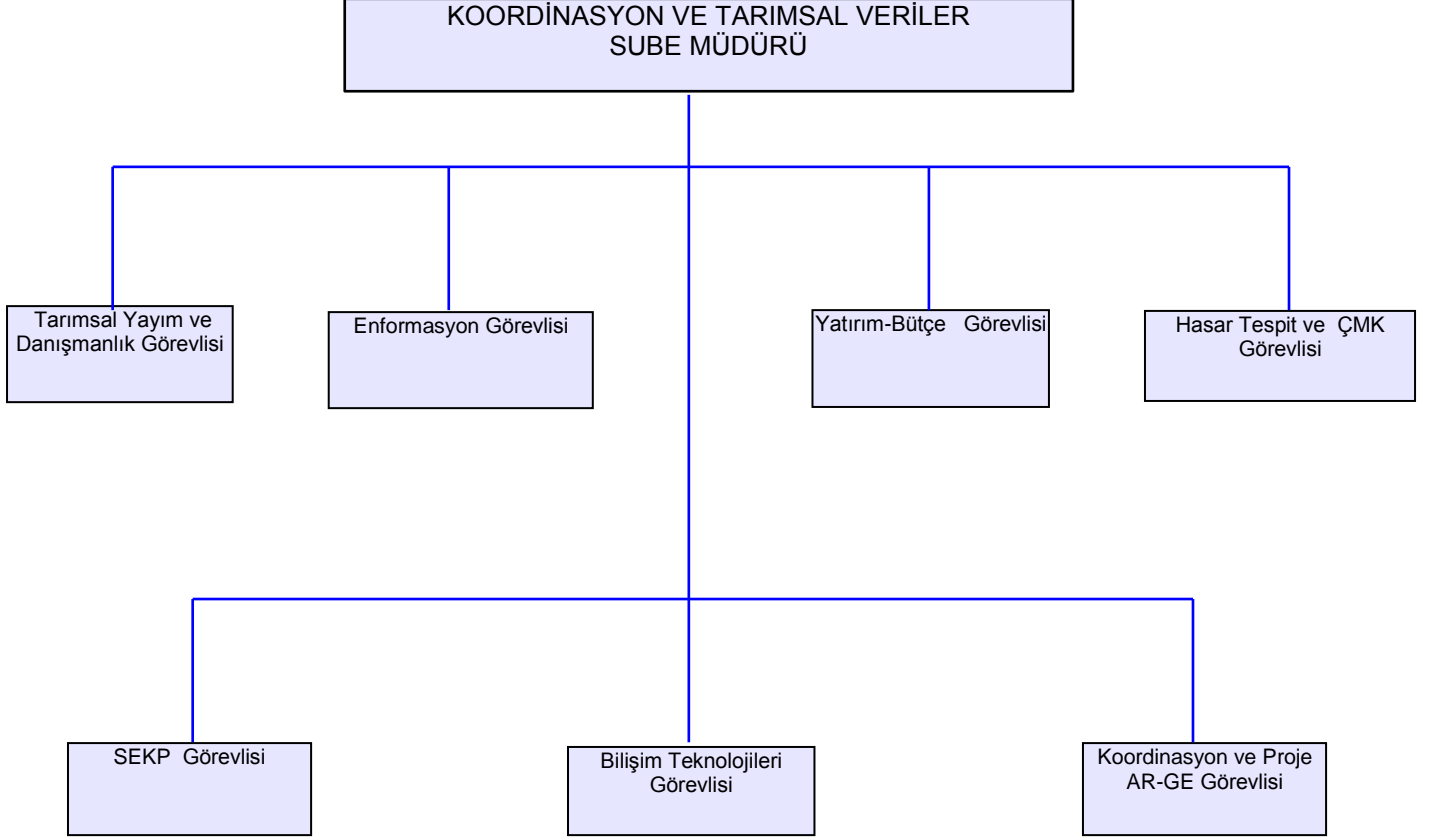 KOORDİNASYON VE TARIMSAL VERİLER
SUBE MÜDÜRÜ
Tarımsal Yayım ve
Danışmanlık Görevlisi
Enformasyon Görevlisi
Yatırım-Bütçe Görevlisi
Hasar Tespit ve ÇMK
Görevlisi
SEKP Görevlisi
Bilişim Teknolojileri
Görevlisi
Koordinasyon ve Proje
AR-GE Görevlisi